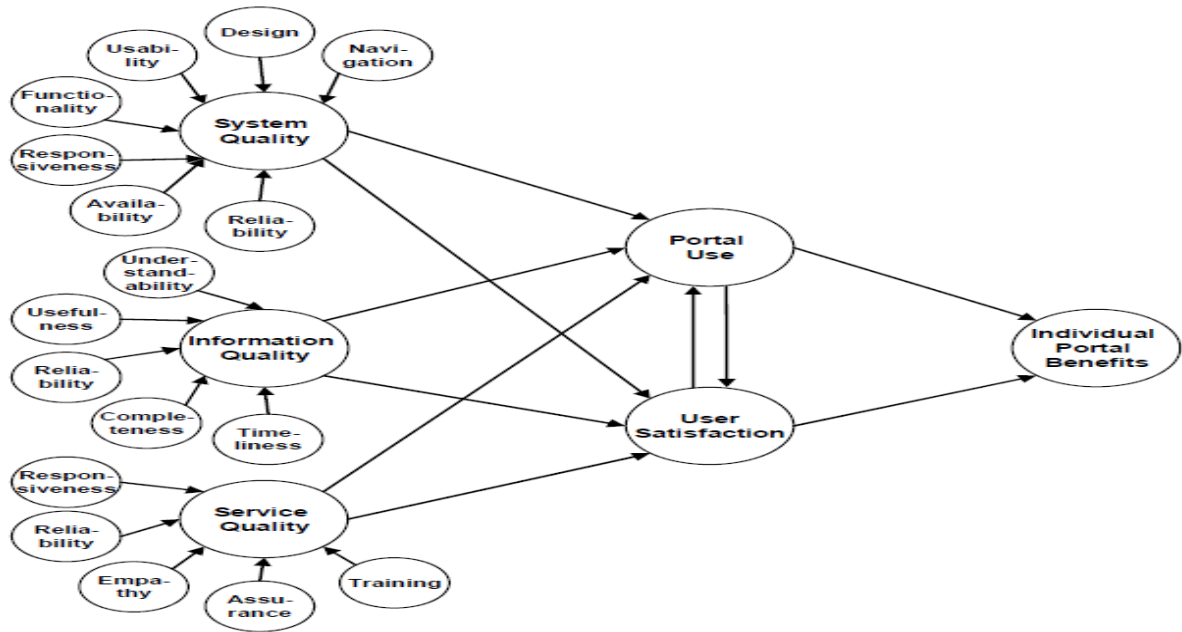 Design
Usabi-
lity
Navi-
gation
Functio-
nality
System
Quality
Respon-
siveness
Availa-
bility
Relia-
bility
Under-
stand-
ability
Useful-
ness
Information
Quality
Relia-
bility
Comple-
teness
Time-
liness
Respon-
siveness
Service
Quality
Relia-
bility
Empa-
thy
Assu-
rance
Training
Portal
Use
User
Satisfaction
Individual
Portal
Benefits